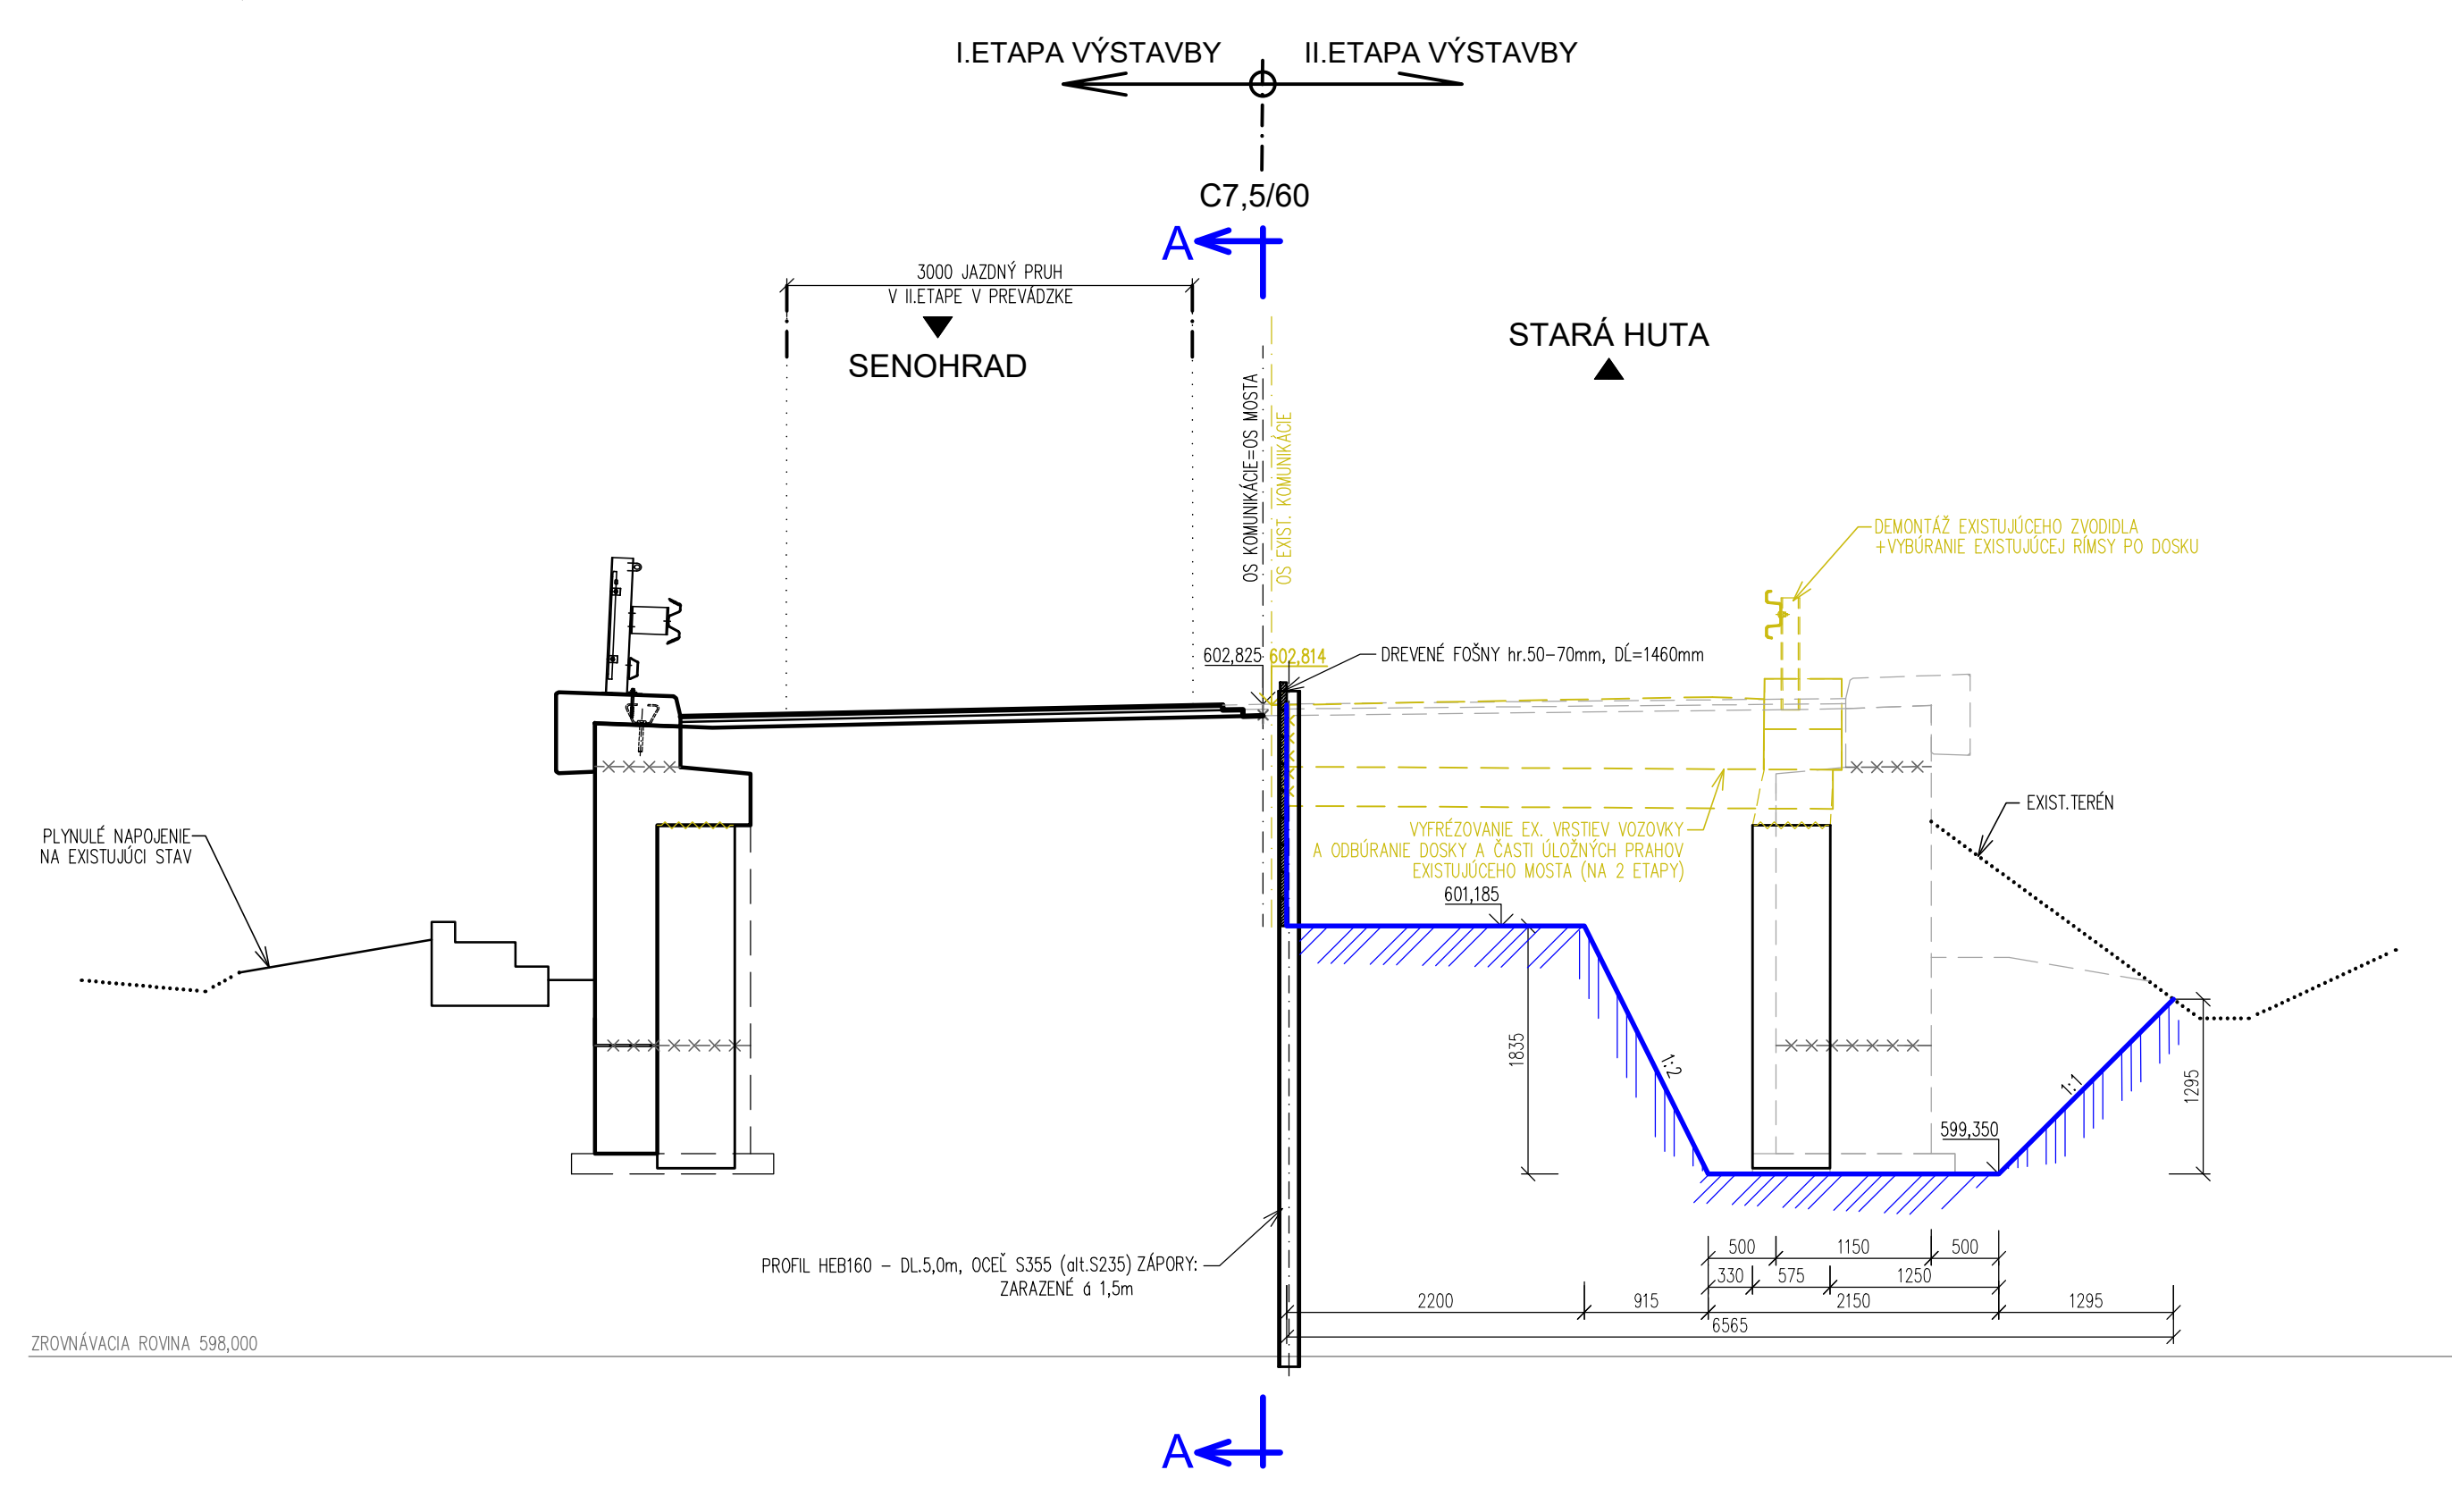 I.ETAPA VÝSTAVBY
II.ETAPA VÝSTAVBY
C7,5/60
A
3000 JAZDNÝ PRUH
V II.ETAPE V PREVÁDZKE
SENOHRAD
STARÁ HUTA
OS KOMUNIKÁCIE=OS MOSTA
OS EXIST. KOMUNIKÁCIE
DEMONTÁŽ EXISTUJÚCEHO ZVODIDLA
+VYBÚRANIE EXISTUJÚCEJ RÍMSY PO DOSKU
602,825
602,814
DREVENÉ FOŠNY hr.50-70mm, DĹ=1460mm
EXIST.TERÉN
PLYNULÉ NAPOJENIE
NA EXISTUJÚCI STAV
VYFRÉZOVANIE EX. VRSTIEV VOZOVKY
A ODBÚRANIE DOSKY A ČASTI ÚLOŽNÝCH PRAHOV
EXISTUJÚCEHO MOSTA (NA 2 ETAPY)
601,185
1835
1:2
1:1
1295
599,350
PROFIL HEB160 - DL.5,0m, OCEĽ S355 (alt.S235) ZÁPORY:
ZARAZENÉ á 1,5m
500
1150
500
330
575
1250
2200
915
2150
1295
6565
ZROVNÁVACIA ROVINA 598,000
A